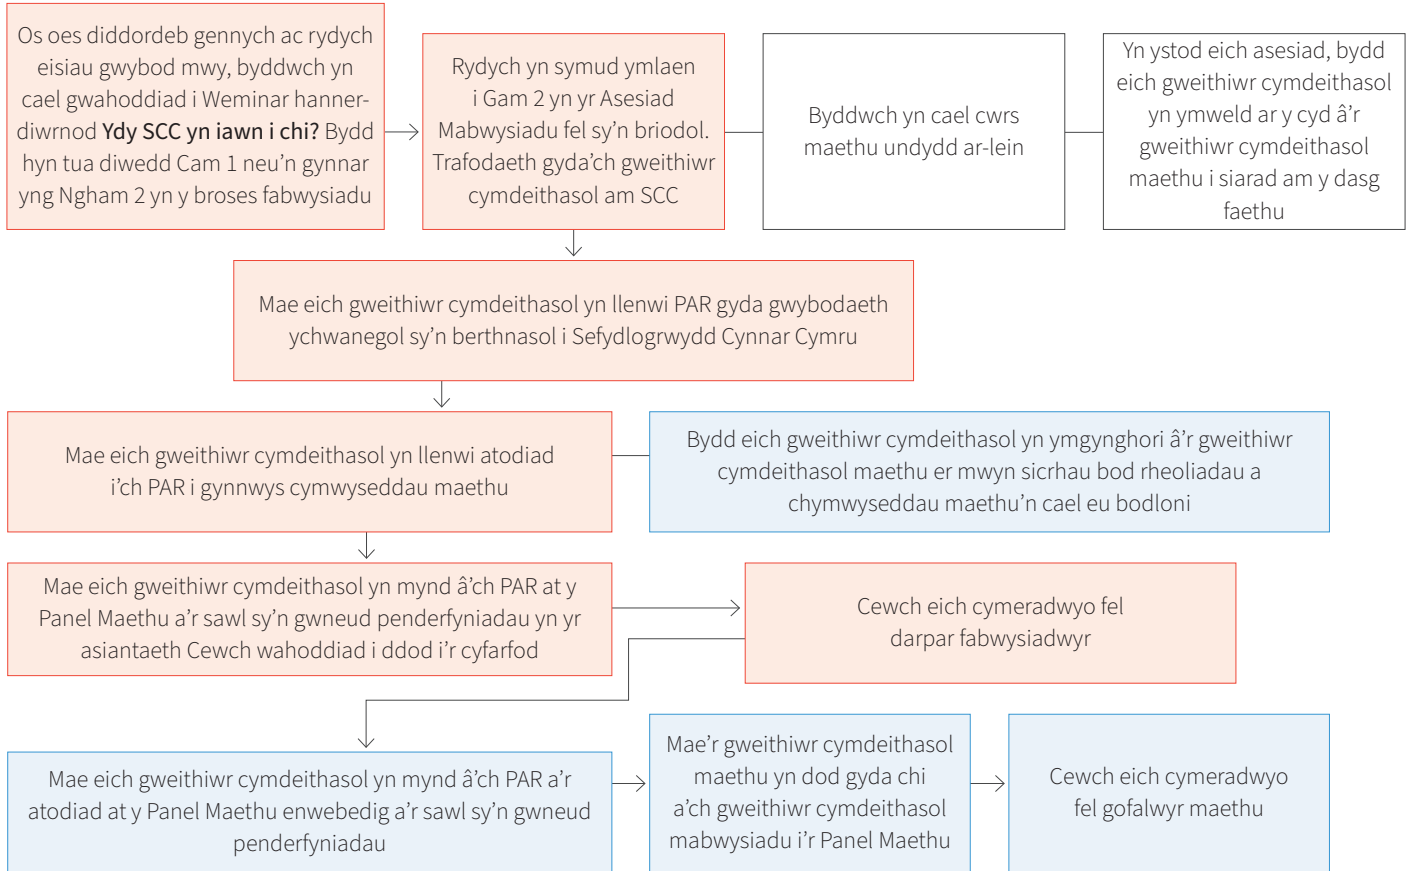 Os oes diddordeb gennych ac rydych
eisiau gwybod mwy, byddwch yn
cael gwahoddiad i Weminar hanner-
diwrnod Ydy SCC yn iawn i chi? Bydd
hyn tua diwedd Cam 1 neu’n gynnar
yng Ngham 2 yn y broses fabwysiadu
Rydych yn symud ymlaen
i Gam 2 yn yr Asesiad
Mabwysiadu fel sy’n briodol.
Trafodaeth gyda’ch gweithiwr
cymdeithasol am SCC
Byddwch yn cael cwrs
maethu undydd ar-lein
Yn ystod eich asesiad, bydd
eich gweithiwr cymdeithasol
yn ymweld ar y cyd â’r
gweithiwr cymdeithasol
maethu i siarad am y dasg
faethu
Mae eich gweithiwr cymdeithasol yn llenwi PAR gyda gwybodaeth
ychwanegol sy’n berthnasol i Sefydlogrwydd Cynnar Cymru
Mae eich gweithiwr cymdeithasol yn llenwi atodiad
i’ch PAR i gynnwys cymwyseddau maethu
Bydd eich gweithiwr cymdeithasol yn ymgynghori â’r gweithiwr
cymdeithasol maethu er mwyn sicrhau bod rheoliadau a
chymwyseddau maethu’n cael eu bodloni
Mae eich gweithiwr cymdeithasol yn mynd â’ch PAR at y
Panel Maethu a’r sawl sy’n gwneud penderfyniadau yn yr
asiantaeth Cewch wahoddiad i ddod i’r cyfarfod
Cewch eich cymeradwyo fel
darpar fabwysiadwyr
Mae eich gweithiwr cymdeithasol yn mynd â’ch PAR a’r
atodiad at y Panel Maethu enwebedig a’r sawl sy’n gwneud
penderfyniadau
Mae’r gweithiwr cymdeithasol
maethu yn dod gyda chi
a’ch gweithiwr cymdeithasol
mabwysiadu i’r Panel Maethu
Cewch eich cymeradwyo
fel gofalwyr maethu